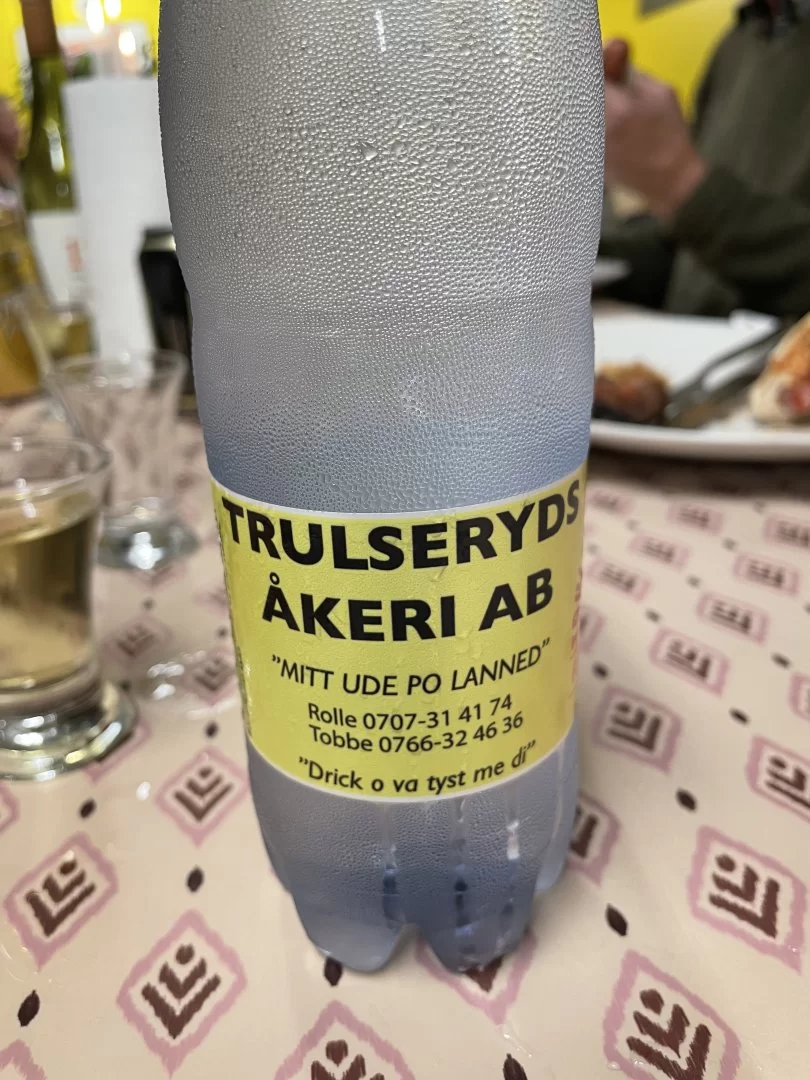 TRULSERYDS
ÅKERI AB
”MITT UDE PO LANNED”
Rolle 0707-31 41 74
Tobbe 0766-32 46 36
”Drick o va tyst me di”